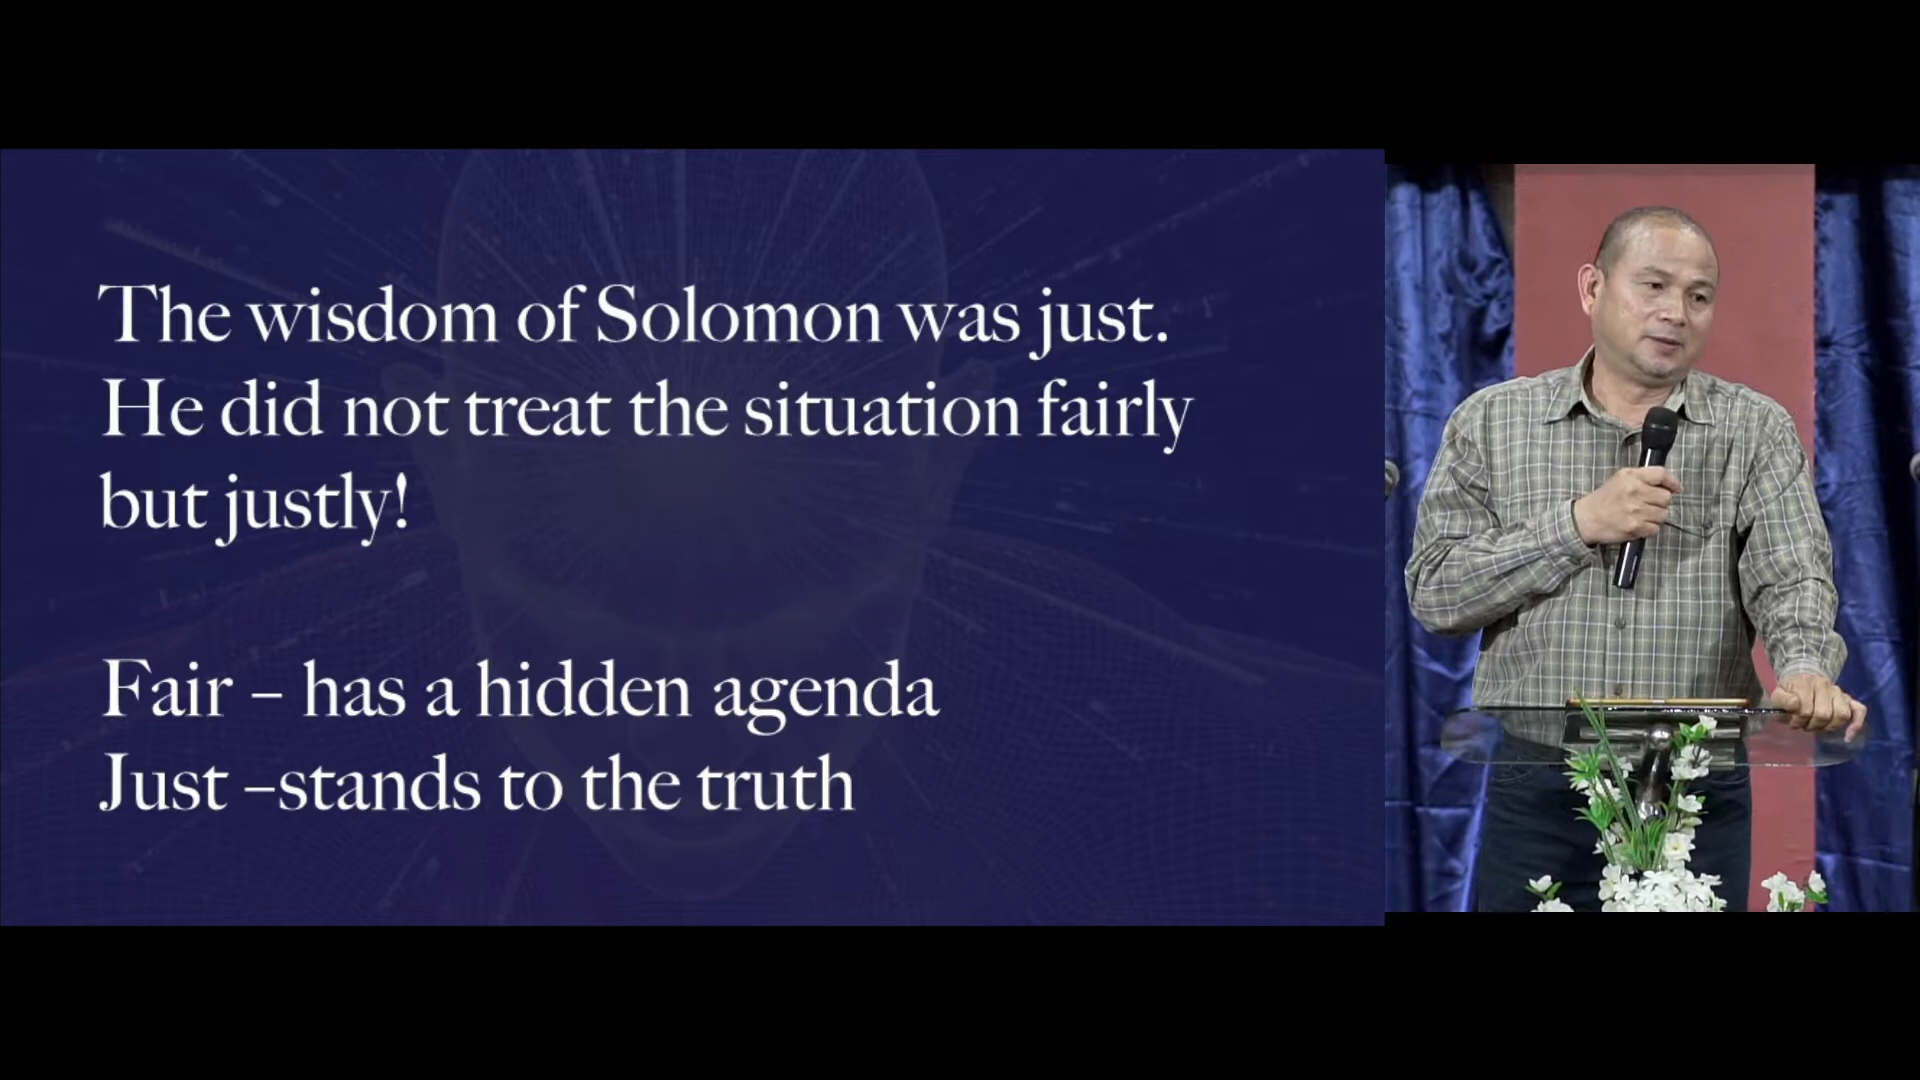 The wisdom of Solomon was just.
He did not treat the situation fairly
but justly!
Fair – has a hidden agenda
Just –stands to the truth